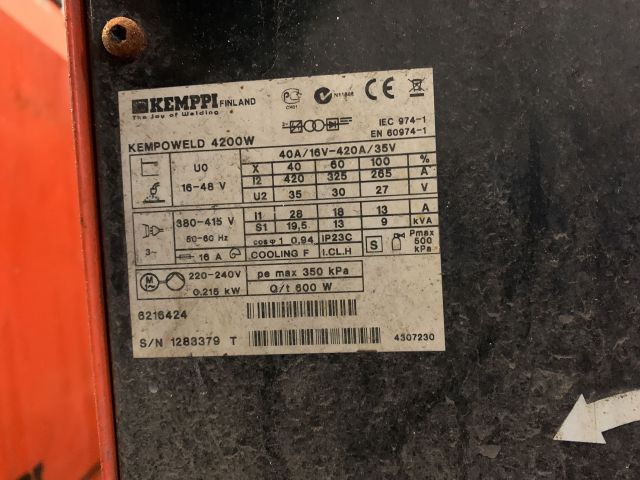 KEMPPI FINLAND
The Joy of Welding
N11846
CE
KEMPOWELD 4200W
IEC 974-1
EN 60974-1
40A/16V-420A/35V
U0
16-48 V
X 40 60 100 %
I2 420 325 265 A
U2 35 30 27 V
3~
380-415 V
50-60 Hz
I1 28 18 13 A
S1 19,5 13 9 kVA
cos φ 1 0.94 IP23C
S
Pmax
500
kPa
16 A
COOLING F I.CL.H
M
220-240V
0.215 kW
pe max 350 kPa
Q/t 600 W
6216424
S/N 1283379 T
4307230